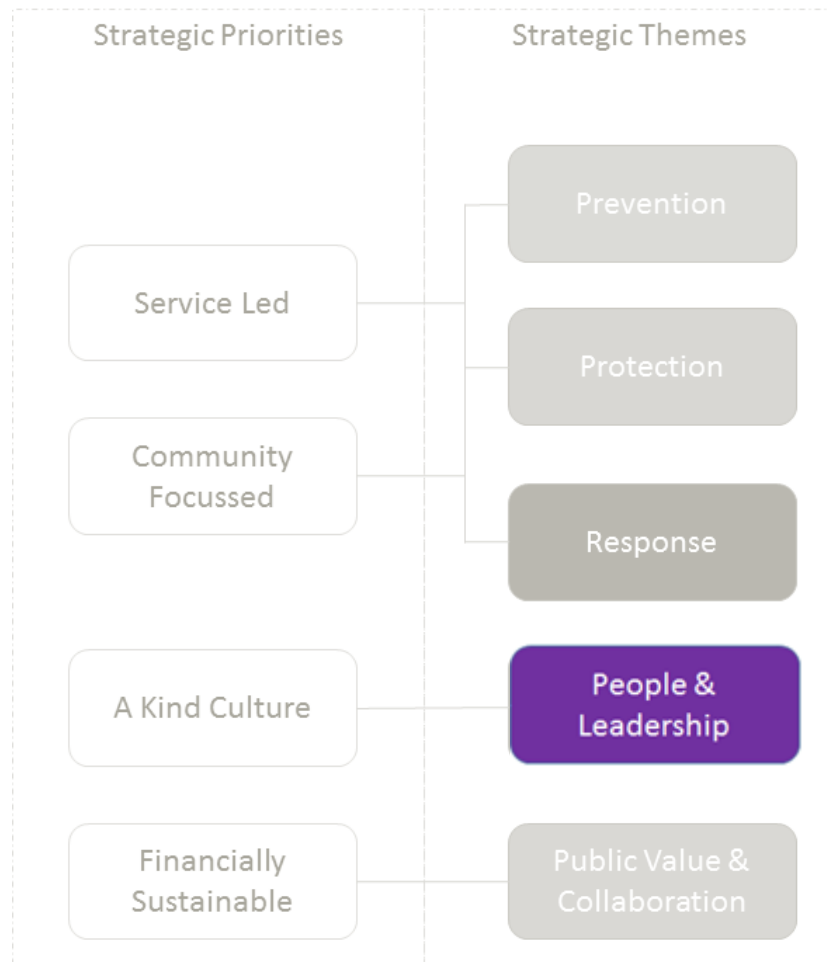 Strategic Priorities
Strategic Themes
Prevention
Service Led
Protection
Community
Focussed
Response
A Kind Culture
People &
Leadership
Financially
Sustainable
Public Value &
Collaboration